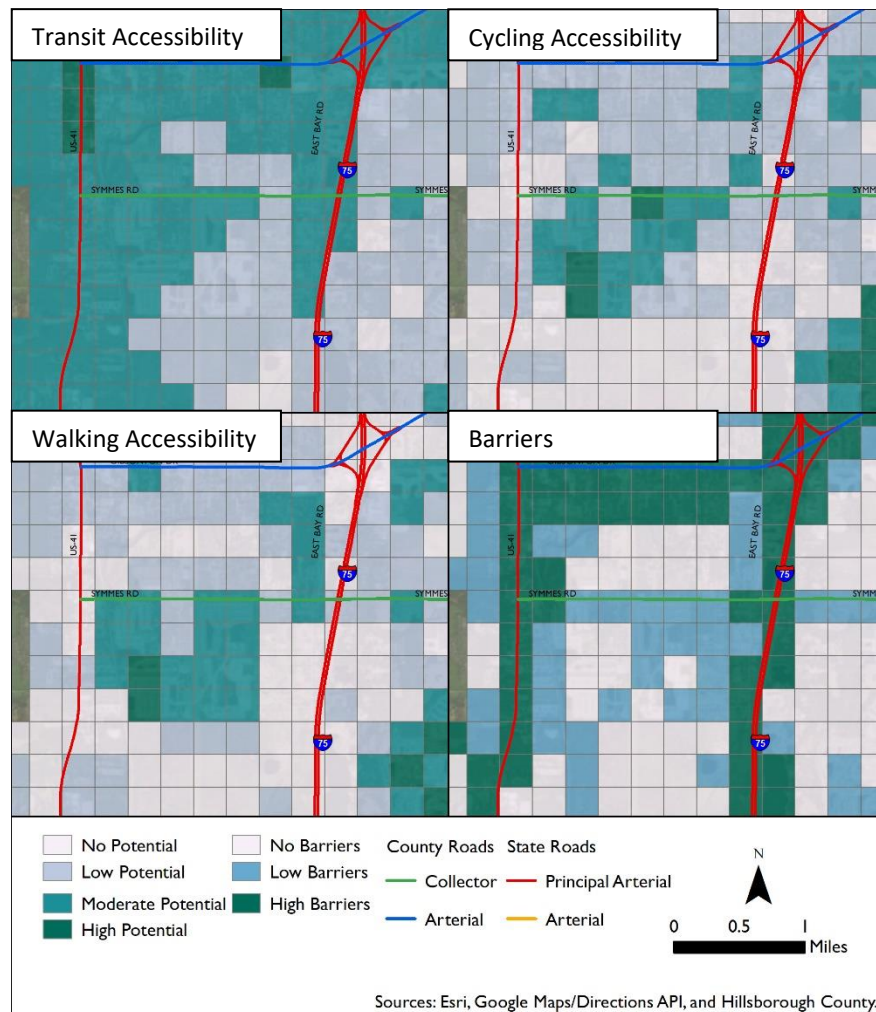 Transit Accessibility
Cycling Accessibility
US-41
EAST BAY RD
75
SYMMES RD
SYMMES
75
US-41
EAST BAY RD
75
SYMMES RD
SYMM
75
Walking Accessibility
Barriers
US-41
EAST BAY RD
75
SYMMES RD
SYMMES
75
US-41
EAST BAY RD
75
SYMMES RD
SYMM
75
No Potential
Low Potential
Moderate Potential
High Potential
No Barriers
Low Barriers
High Barriers
County Roads
Collector
Arterial
State Roads
Principal Arterial
Arterial
N
0 0.5 1
Miles
Sources: Esri, Google Maps/Directions API, and Hillsborough County.